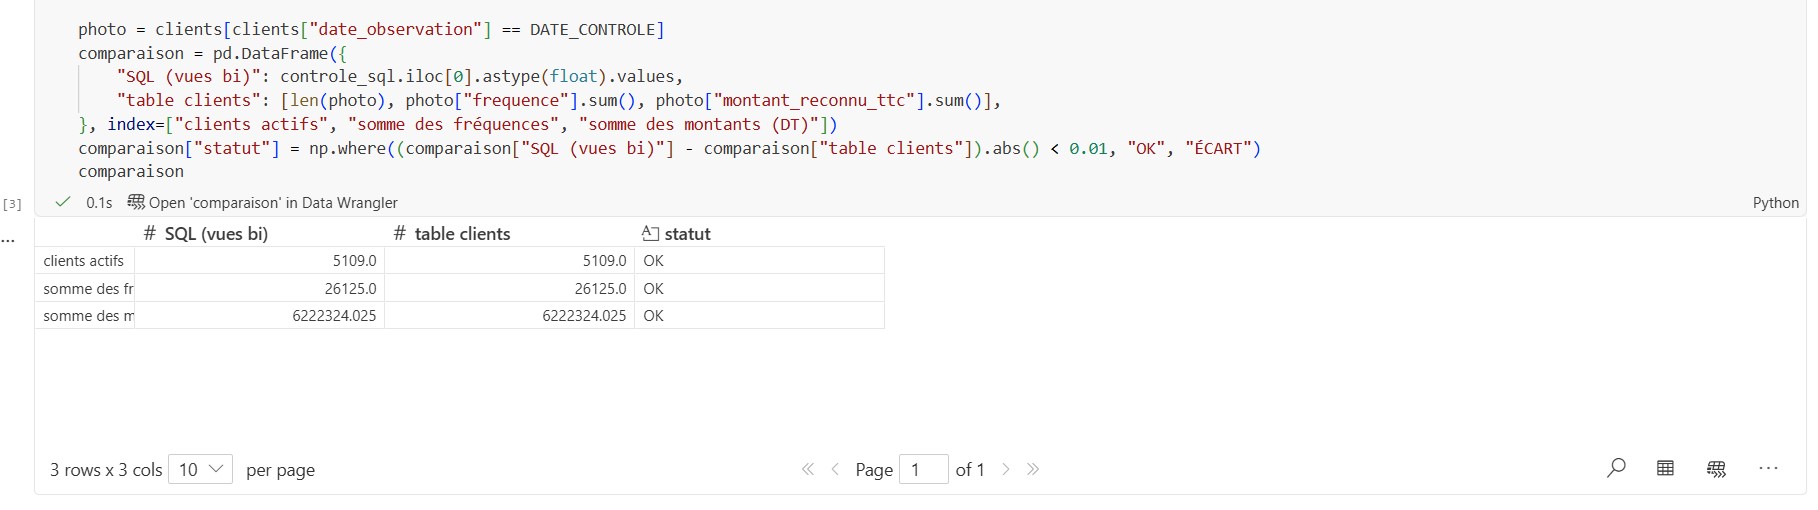 photo = clients[clients["date_observation"] == DATE_CONTROLE]
comparaison = pd.DataFrame({
    "SQL (vues bi)": controle_sql.iloc[0].astype(float).values,
    "table clients": [len(photo), photo["frequence"].sum(), photo["montant_reconnu_ttc"].sum()],
}, index=["clients actifs", "somme des fréquences", "somme des montants (DT)"])
comparaison["statut"] = np.where((comparaison["SQL (vues bi)"] - comparaison["table clients"]).abs() < 0.01, "OK", "ÉCART")
comparaison
[3] 0.1s Open 'comparaison' in Data Wrangler Python
... # SQL (vues bi) # table clients statut
clients actifs 5109.0 5109.0 OK
somme des fr 26125.0 26125.0 OK
somme des m 6222324.025 6222324.025 OK
3 rows x 3 cols 10 per page Page 1 of 1 ...